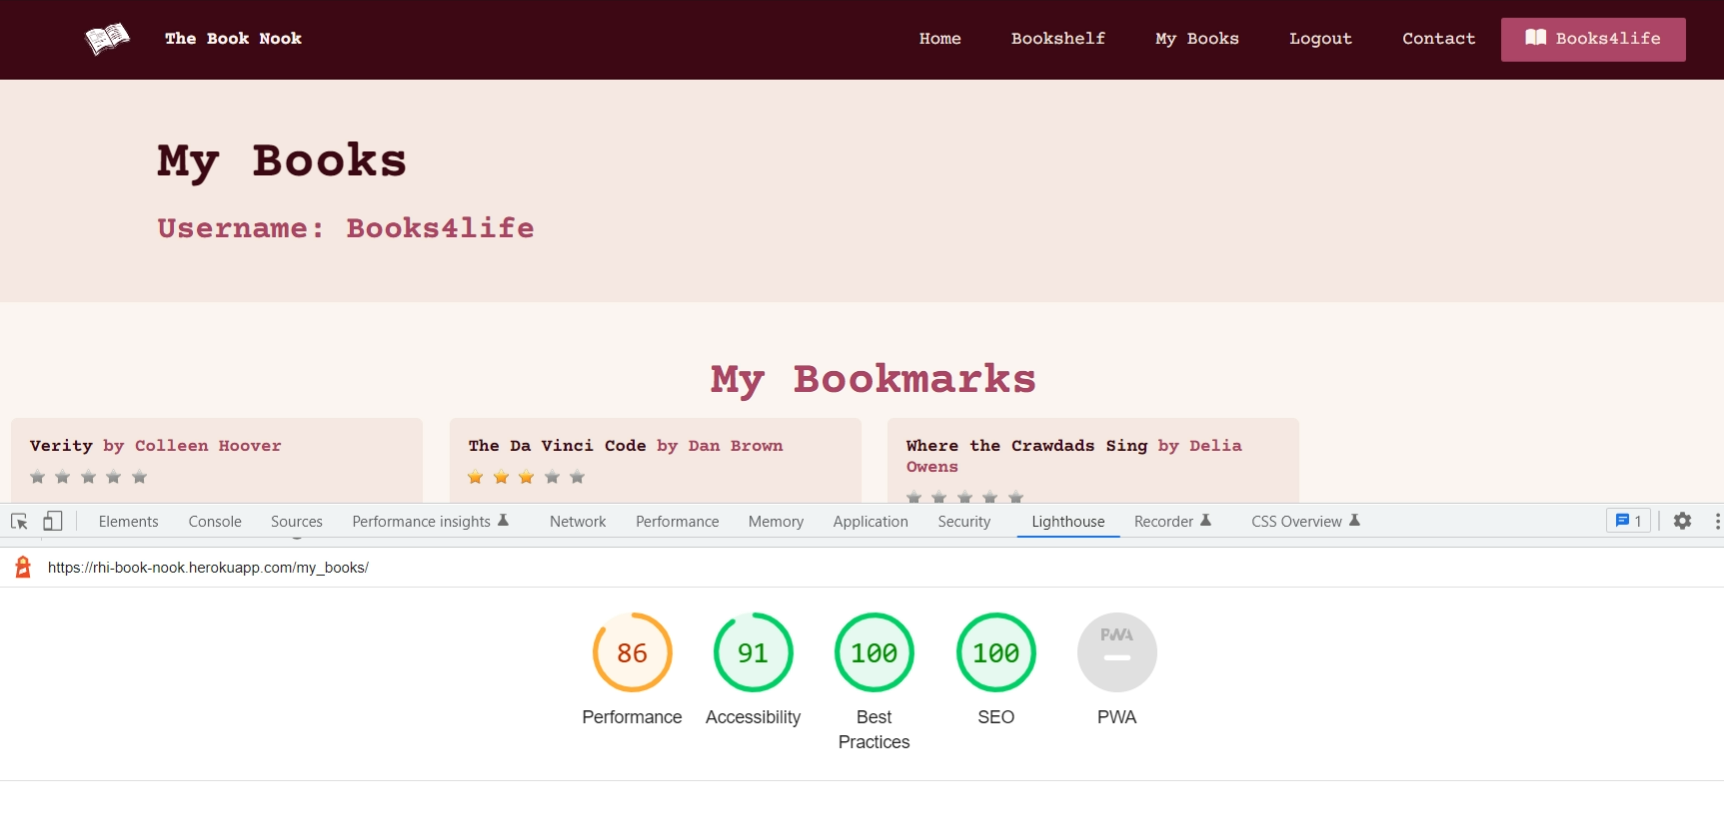 The Book Nook
Home Bookshelf My Books Logout Contact Books4life
My Books
Username: Books4life
My Bookmarks
Verity by Colleen Hoover
The Da Vinci Code by Dan Brown
Where the Crawdads Sing by Delia
Owens
Elements Console Sources Performance insights Network Performance Memory Application Security Lighthouse Recorder CSS Overview 1
https://rhi-book-nook.herokuapp.com/my_books/
86
Performance
91
Accessibility
100
Best
Practices
100
SEO
PWA
PWA